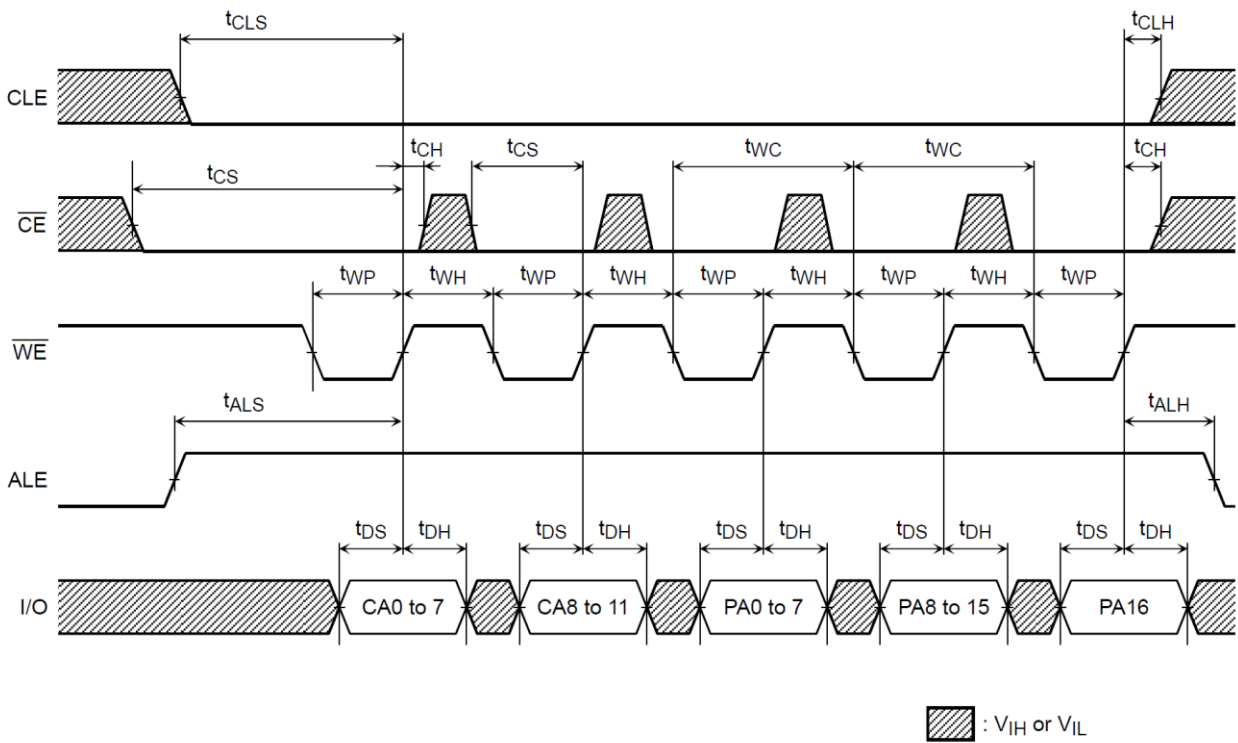 tCLS tCLH
CLE
tCH tCS tWC tWC tCH
tCS
CE
tWP tWH tWP tWH tWP tWH tWP tWH tWP
WE
tALS tALH
ALE
tDS tDH tDS tDH tDS tDH tDS tDH tDS tDH
I/O CA0 to 7 CA8 to 11 PA0 to 7 PA8 to 15 PA16
: VIH or VIL